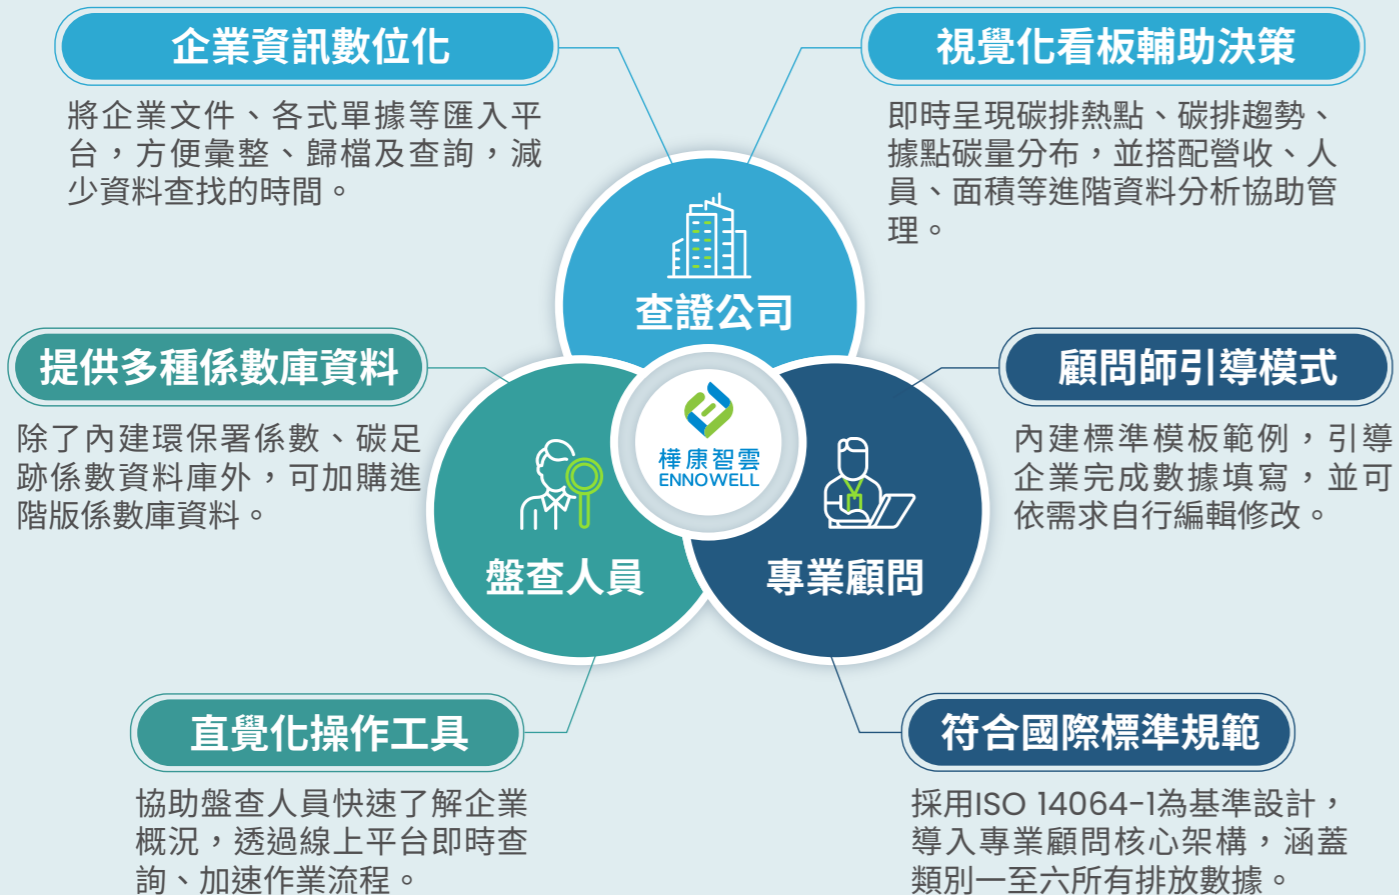 企業資訊數位化
將企業文件、各式單據等匯入平
台，方便彙整、歸檔及查詢，減
少資料查找的時間。
視覺化看板輔助決策
即時呈現碳排熱點、碳排趨勢、
據點碳量分布，並搭配營收、人
員、面積等進階資料分析協助管
理。
查證公司
提供多種係數庫資料
除了內建環保署係數、碳足
跡係數資料庫外，可加購進
階版係數庫資料。
樺康智雲
ENNOWELL
顧問師引導模式
內建標準模板範例，引導
企業完成數據填寫，並可
依需求自行編輯修改。
盤查人員
專業顧問
直覺化操作工具
協助盤查人員快速了解企業
概況，透過線上平台即時查
詢、加速作業流程。
符合國際標準規範
採用ISO 14064-1為基準設計，
導入專業顧問核心架構，涵蓋
類別一至六所有排放數據。